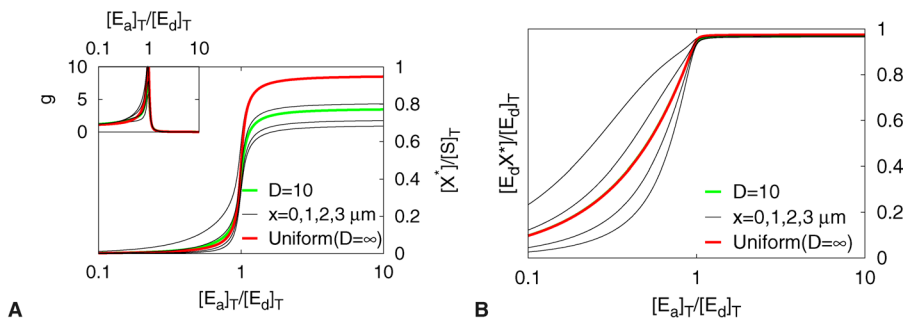 [E_a]_T/[E_d]_T
0.1 1 10
10
5
0
g
1
0.8
0.6
0.4
0.2
0
[X*]/[S]_T
D=10
x=0,1,2,3 μm
Uniform(D=∞)
0.1 1 10
[E_a]_T/[E_d]_T
A
1
0.8
0.6
0.4
0.2
0
[E_dX*]/[E_d]_T
D=10
x=0,1,2,3 μm
Uniform(D=∞)
0.1 1 10
[E_a]_T/[E_d]_T
B